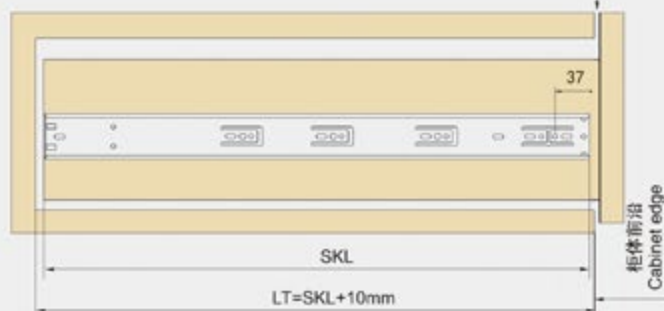 37
SKL
LT=SKL+10mm
柜体前沿
Cabinet edge